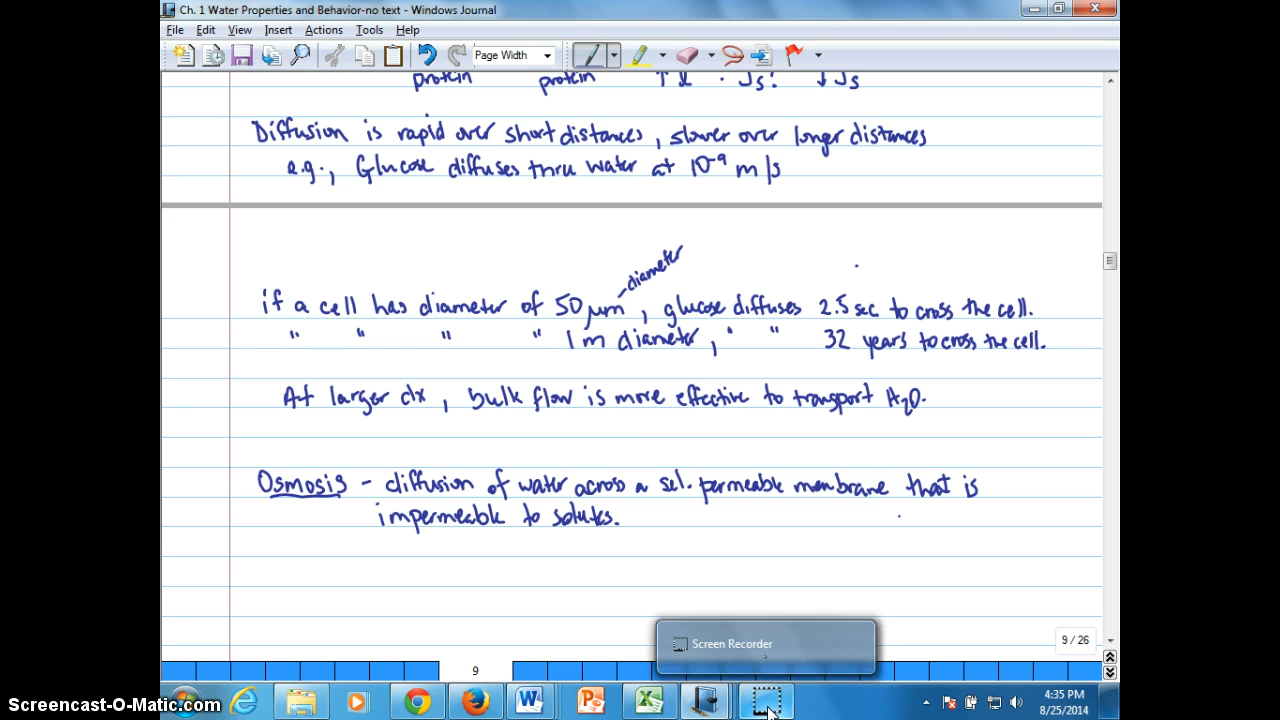 Ch. 1 Water Properties and Behavior-no text - Windows Journal
File Edit View Insert Actions Tools Help
Page Width
protein protein ↑ ↓ Js
Diffusion is rapid over short distances, slower over longer distances
e.g., Glucose diffuses thru water at 10⁻⁹ m/s
diameter
if a cell has diameter of 50 µm, glucose diffuses 2.5 sec to cross the cell.
" " " " 1 m diameter, " " 32 years to cross the cell.
At larger dx, bulk flow is more effective to transport H₂O.
Osmosis - diffusion of water across a sel. permeable membrane that is
impermeable to solutes.
Screen Recorder
9 / 26
9
4:35 PM
8/25/2014
Screencast-O-Matic.com